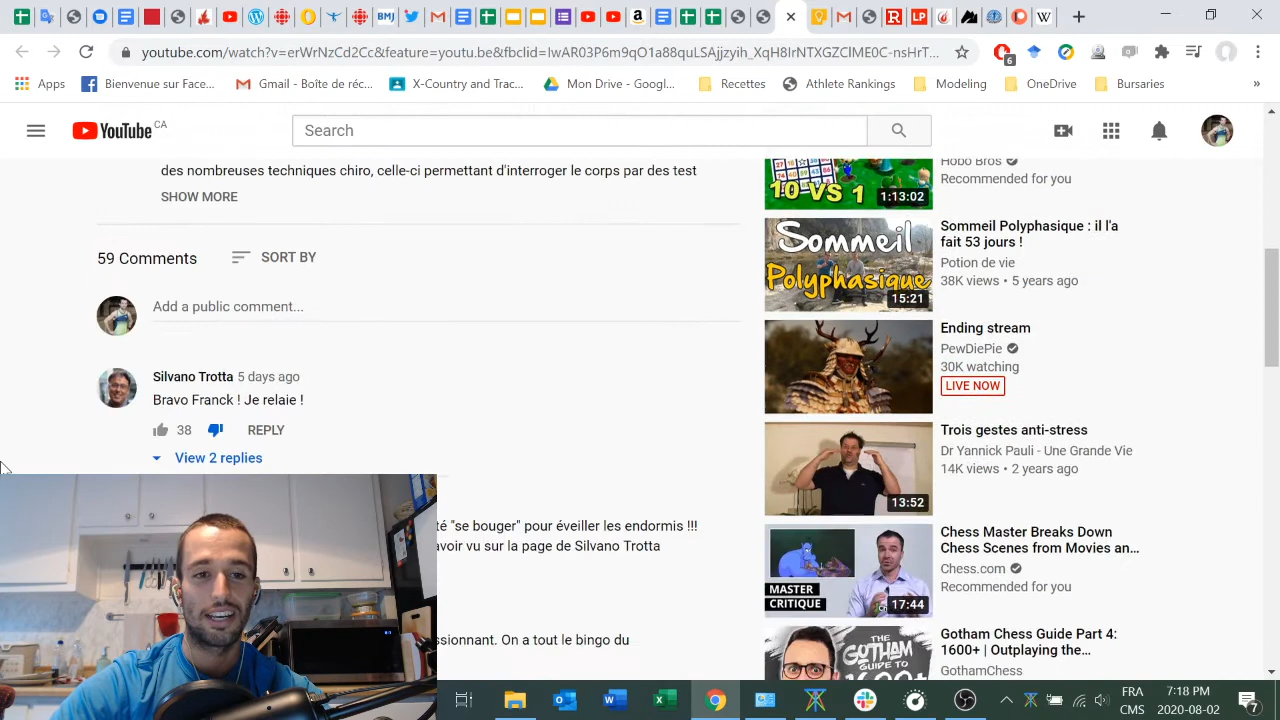 youtube.com/watch?v=erWrNzCd2Cc&feature=youtu.be&fbclid=IwAR03P6m9qO1a88quLSAjjzyih_XqH8IrNTXGZClME0C-nsHrT...
6
Apps
Bienvenue sur Face...
Gmail - Boîte de réc...
X-Country and Trac...
Mon Drive - Googl...
Recettes
Athlete Rankings
Modeling
OneDrive
Bursaries
»
YouTube CA
Search
des nombreuses techniques chiro, celle-ci permettant d'interroger le corps par des test
SHOW MORE
59 Comments
SORT BY
Add a public comment...
Silvano Trotta 5 days ago
Bravo Franck ! Je relaie !
38
REPLY
View 2 replies
té "se bouger" pour éveiller les endormis !!!
avoir vu sur la page de Silvano Trotta
ssionnant. On a tout le bingo du
10 VS 1
1:13:02
Hobo Bros
Recommended for you
Sommeil
Polyphasique
15:21
Sommeil Polyphasique : il l'a
fait 53 jours !
Potion de vie
38K views • 5 years ago
Ending stream
PewDiePie
30K watching
LIVE NOW
13:52
Trois gestes anti-stress
Dr Yannick Pauli - Une Grande Vie
14K views • 2 years ago
MASTER
CRITIQUE
17:44
Chess Master Breaks Down
Chess Scenes from Movies an...
Chess.com
Recommended for you
THE
GOTHAM
GUIDE TO
Gotham Chess Guide Part 4:
1600+ | Outplaying the...
GothamChess
FRA
CMS
7:18 PM
2020-08-02
7